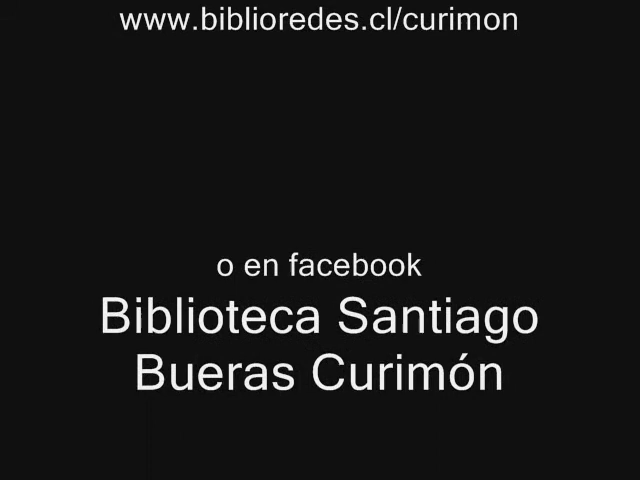 www.biblioredes.cl/curimon
o en facebook
Biblioteca Santiago
Bueras Curimón